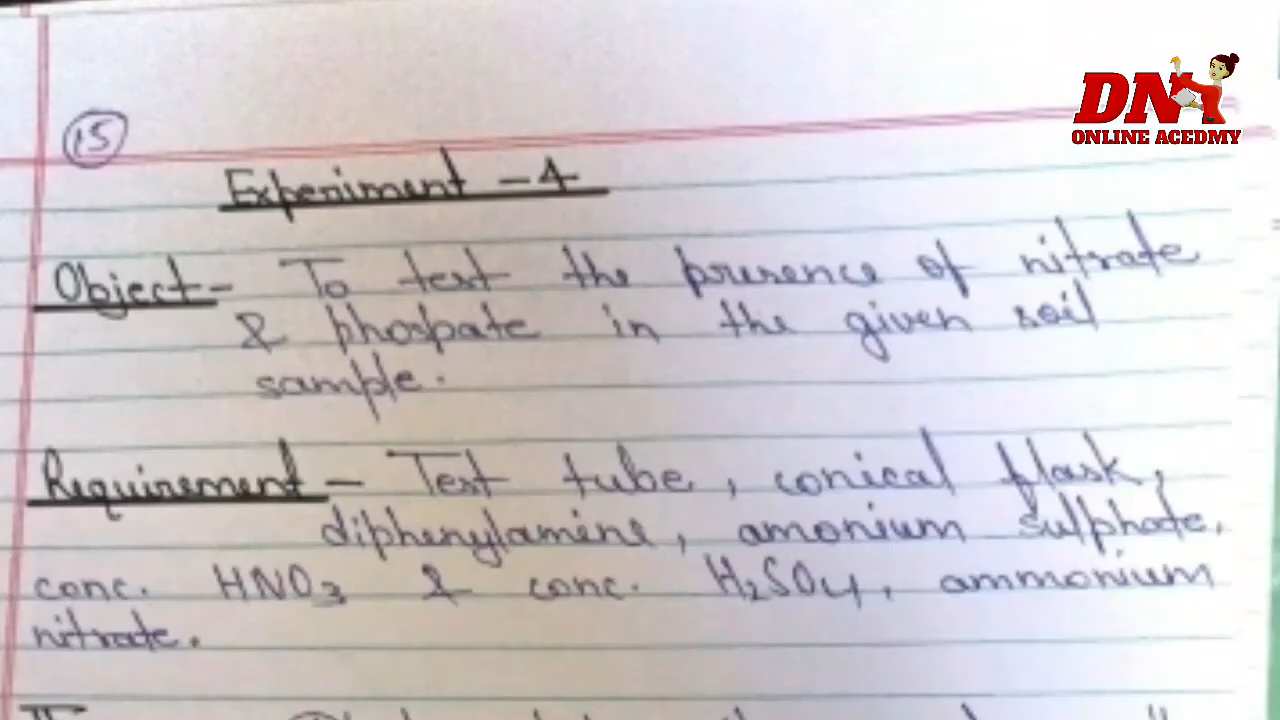 DNY
ONLINE ACEDMY
15
Experiment - 4
Object - To test the presence of nitrate
& phospate in the given soil
sample.
Requirement - Test tube, conical flask,
diphenylamine, amonium sulphate,
conc. HNO3 & conc. H2SO4, ammonium
nitrate.